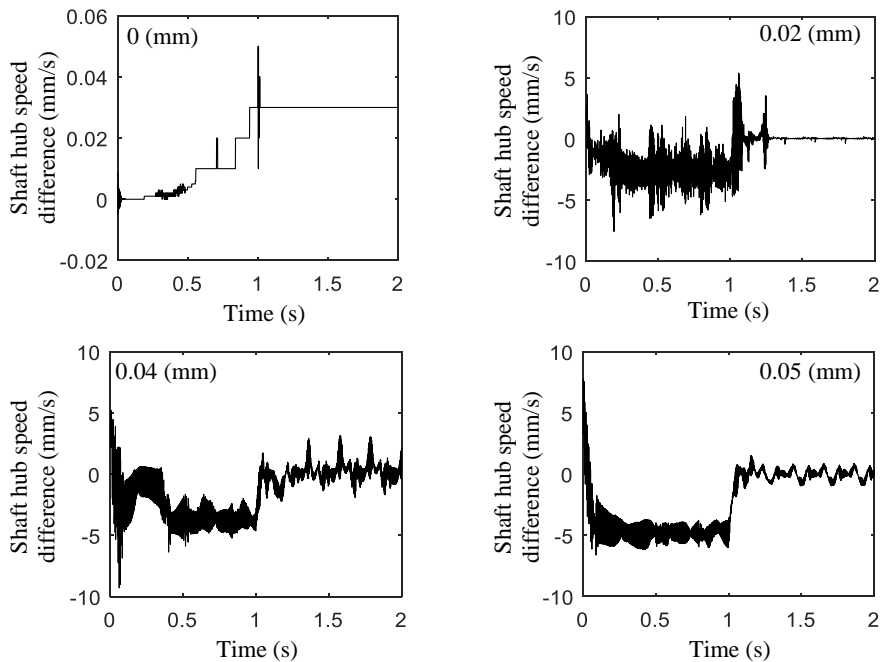 0.06
0 (mm)
0.04
0.02
0
-0.02
Shaft hub speed
difference (mm/s)
0
0.5
1
1.5
2
Time (s)
10
0.02 (mm)
5
0
-5
-10
Shaft hub speed
difference (mm/s)
0
0.5
1
1.5
2
Time (s)
10
0.04 (mm)
5
0
-5
-10
Shaft hub speed
difference (mm/s)
0
0.5
1
1.5
2
Time (s)
10
0.05 (mm)
5
0
-5
-10
Shaft hub speed
difference (mm/s)
0
0.5
1
1.5
2
Time (s)